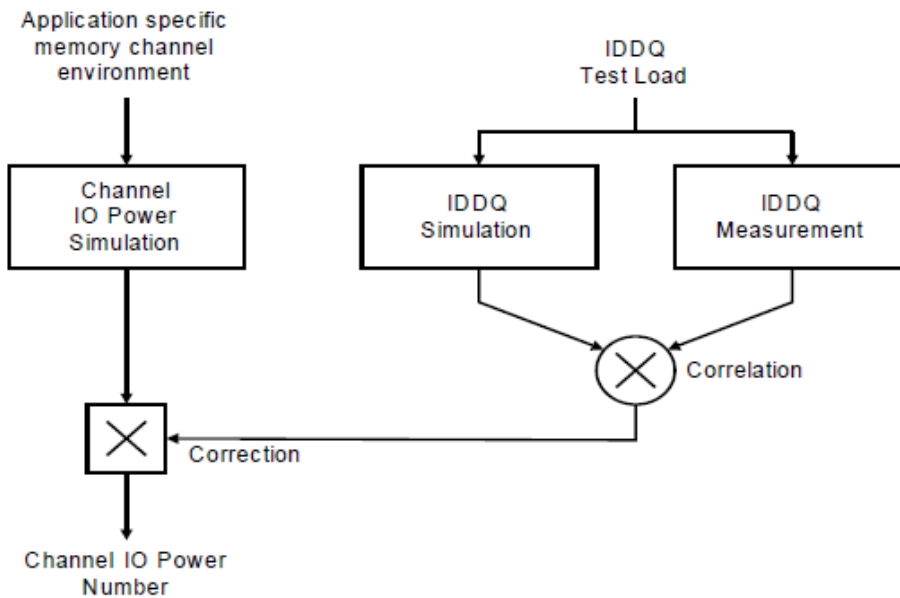 Application specific
memory channel
environment
IDDQ
Test Load
Channel
IO Power
Simulation
IDDQ
Simulation
IDDQ
Measurement
Correlation
Correction
Channel IO Power
Number